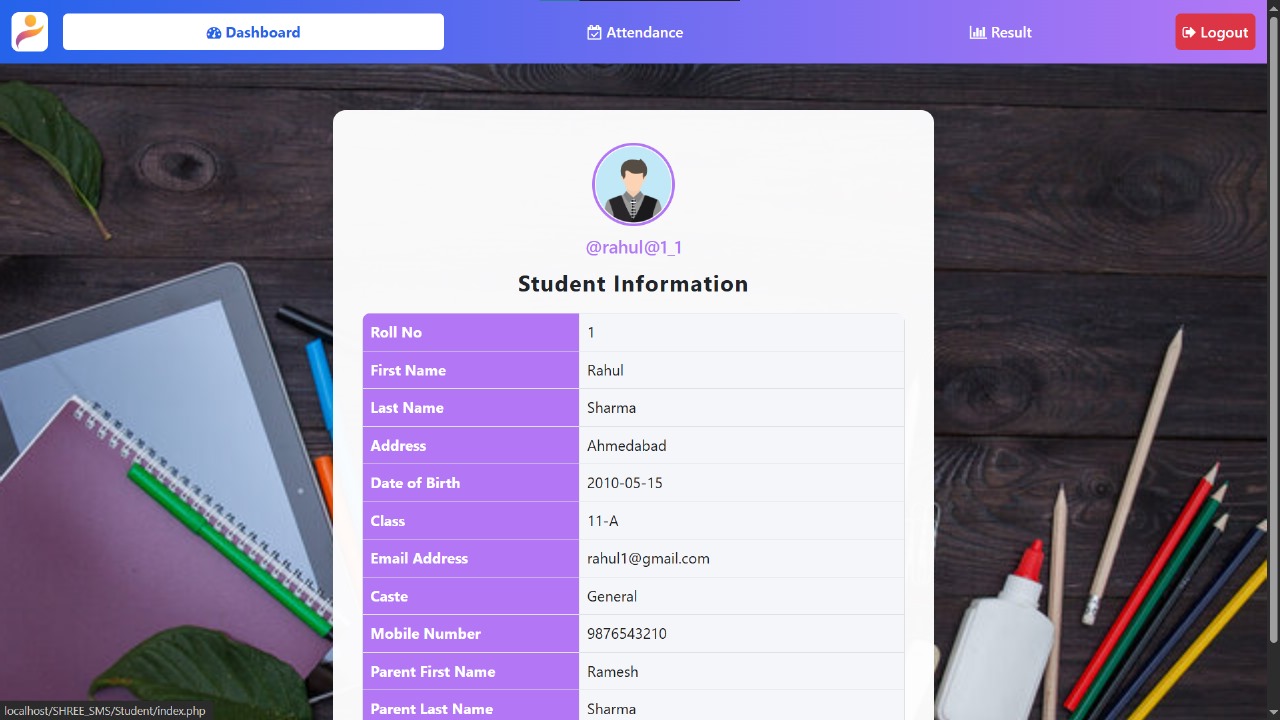 Dashboard
Attendance
Result
Logout
@rahul@1_1
Student Information
Roll No 1
First Name Rahul
Last Name Sharma
Address Ahmedabad
Date of Birth 2010-05-15
Class 11-A
Email Address rahul1@gmail.com
Caste General
Mobile Number 9876543210
Parent First Name Ramesh
Parent Last Name Sharma
localhost/SHREE_SMS/Student/index.php